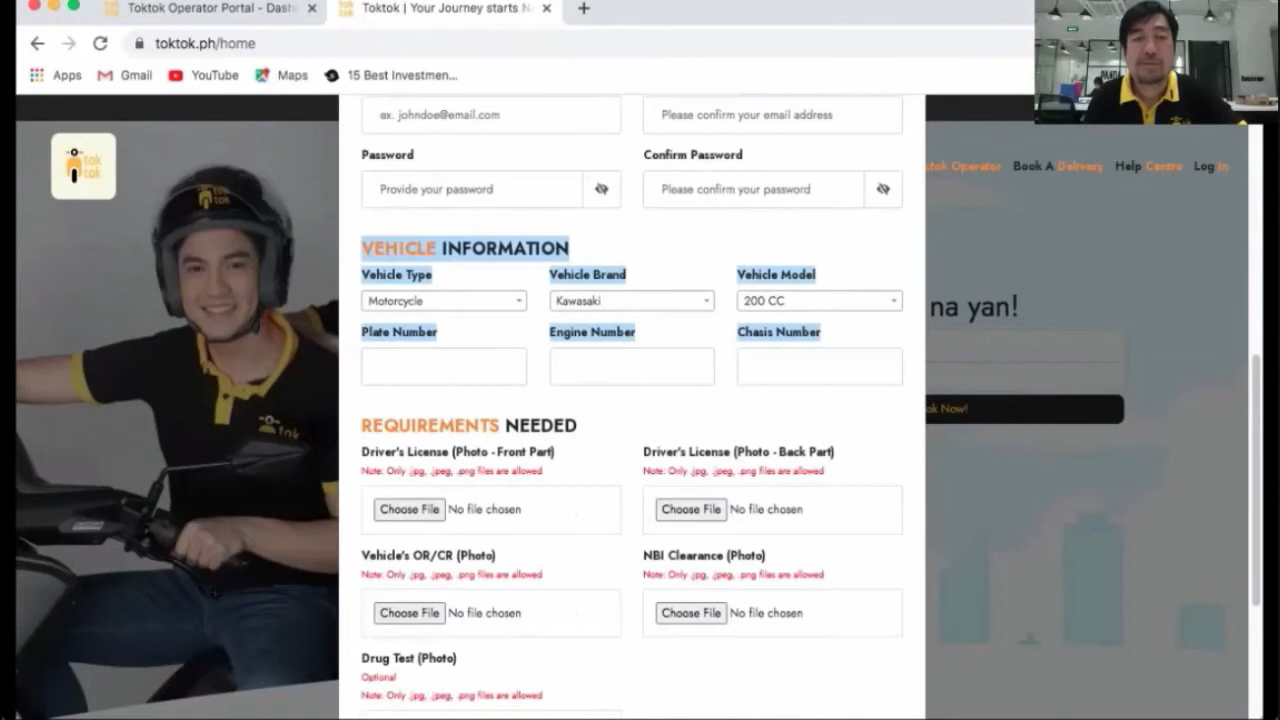 Toktok Operator Portal - Dash
Toktok | Your Journey starts N
toktok.ph/home
Apps
Gmail
YouTube
Maps
15 Best Investmen...
tok
tok
ex. johndoe@email.com
Please confirm your email address
Password
Confirm Password
Provide your password
Please confirm your password
Operator
Book A Delivery
Help Centre
Log In
VEHICLE INFORMATION
Vehicle Type
Vehicle Brand
Vehicle Model
Motorcycle
Kawasaki
200 CC
Plate Number
Engine Number
Chasis Number
na yan!
Now!
REQUIREMENTS NEEDED
Driver's License (Photo - Front Part)
Driver's License (Photo - Back Part)
Note: Only .jpg, .jpeg, .png files are allowed
Note: Only .jpg, .jpeg, .png files are allowed
Choose File No file chosen
Choose File No file chosen
Vehicle's OR/CR (Photo)
NBI Clearance (Photo)
Note: Only .jpg, .jpeg, .png files are allowed
Note: Only .jpg, .jpeg, .png files are allowed
Choose File No file chosen
Choose File No file chosen
Drug Test (Photo)
Optional
Note: Only .jpg, .jpeg, .png files are allowed